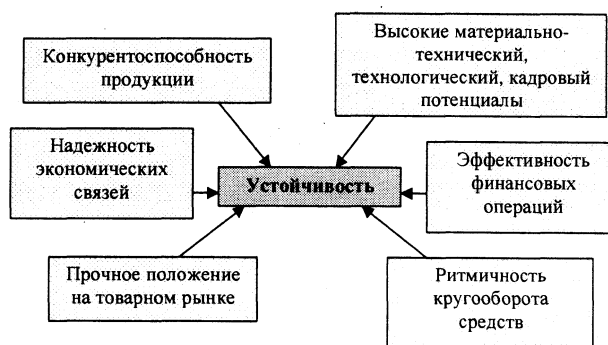 Конкурентоспособность
продукции
Высокие материально-
технический,
технологический, кадровый
потенциалы
Надежность
экономических
связей
Устойчивость
Эффективность
финансовых
операций
Прочное положение
на товарном рынке
Ритмичность
кругооборота
средств